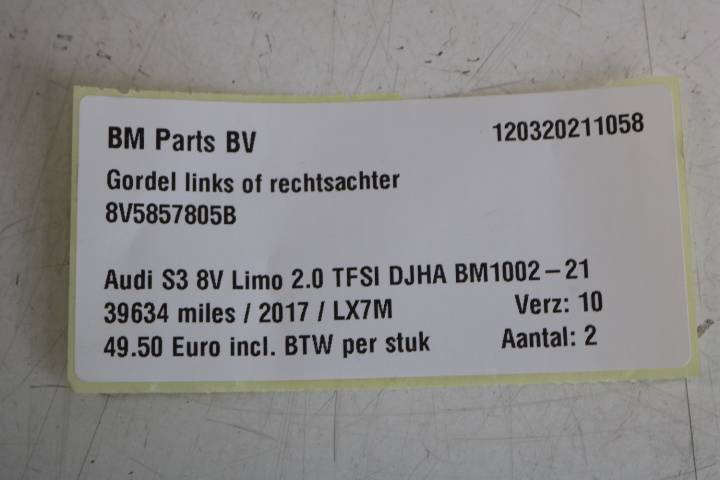 BM Parts BV 120320211058
Gordel links of rechtsachter
8V5857805B
Audi S3 8V Limo 2.0 TFSI DJHA BM1002-21
39634 miles / 2017 / LX7M Verz: 10
49.50 Euro incl. BTW per stuk Aantal: 2